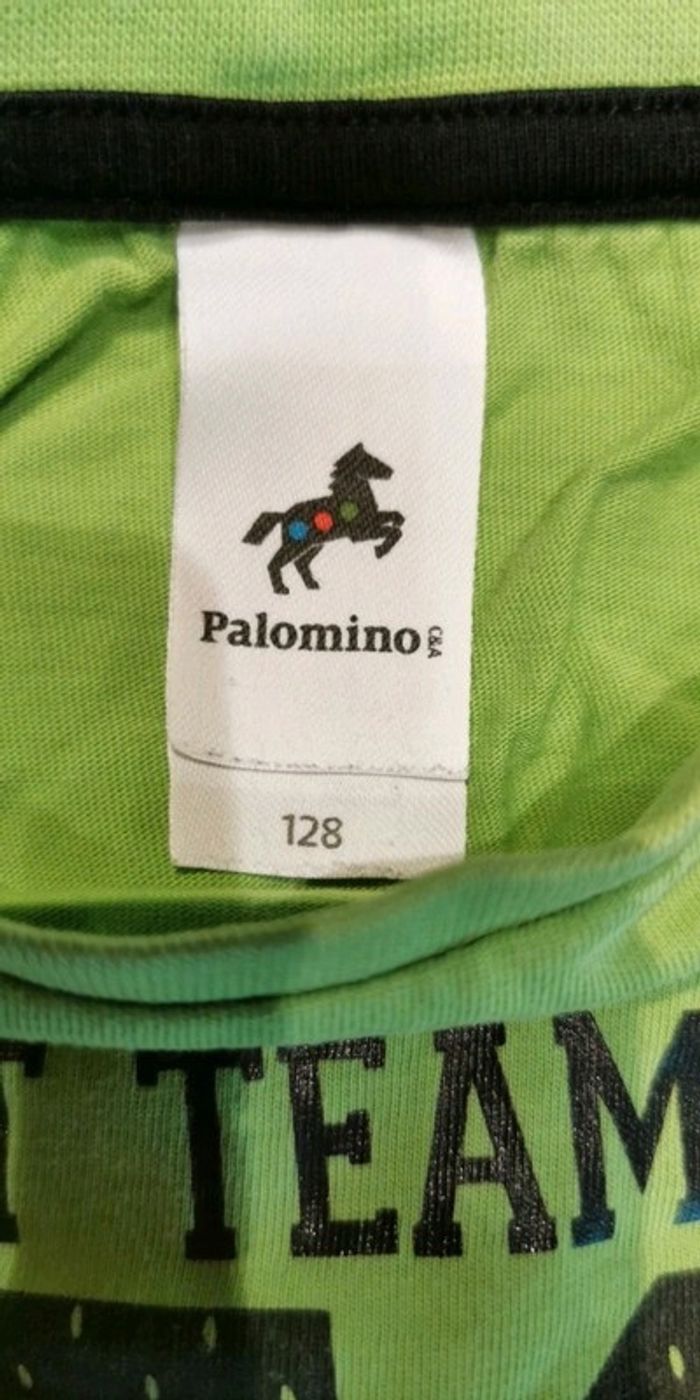 Palomino C&A
128
T TEAM